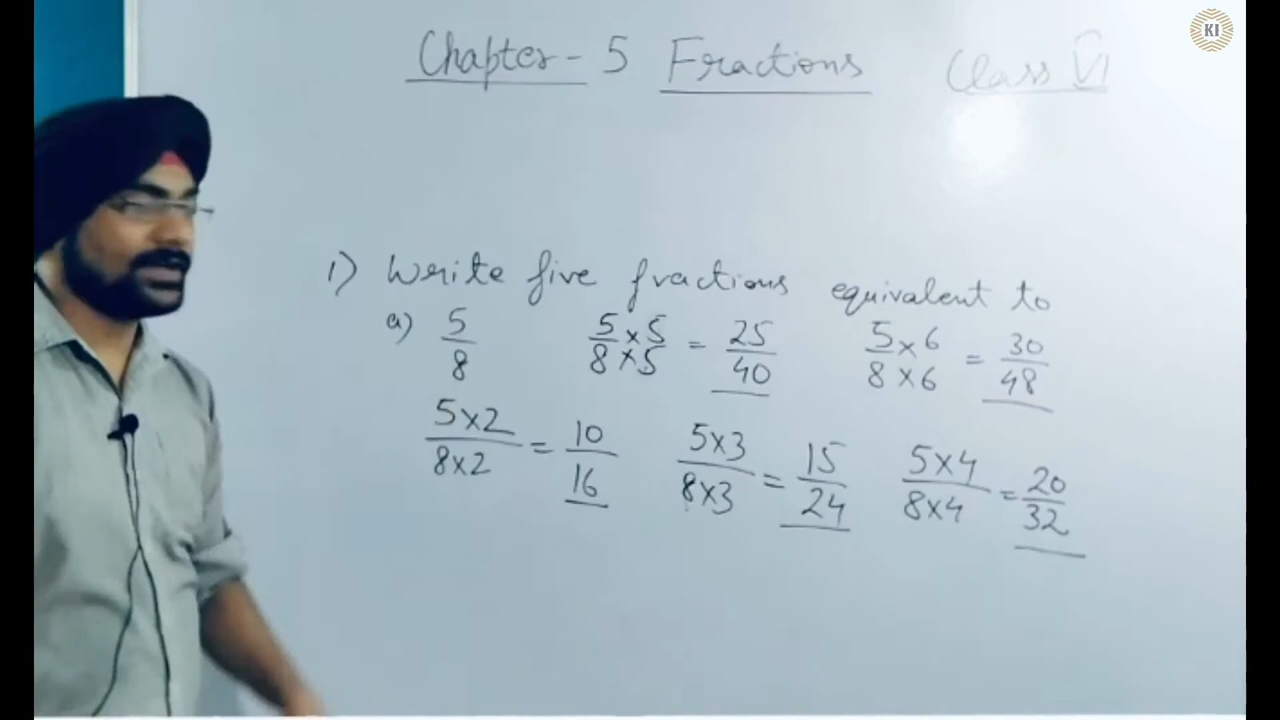 KI
Chapter - 5 Fractions Class VI
1) Write five fractions equivalent to
a) 5/8 5×5/8×5 = 25/40 5×6/8×6 = 30/48
5×2/8×2 = 10/16 5×3/8×3 = 15/24 5×4/8×4 = 20/32